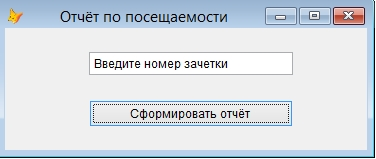 Отчёт по посещаемости
Введите номер зачетки
Сформировать отчёт